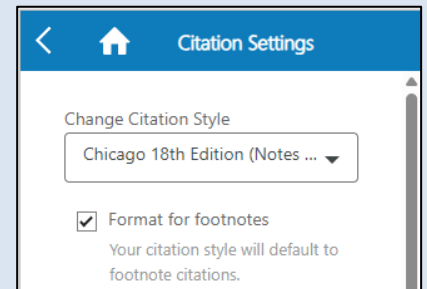 Citation Settings
Change Citation Style
Chicago 18th Edition (Notes ...
Format for footnotes
Your citation style will default to
footnote citations.